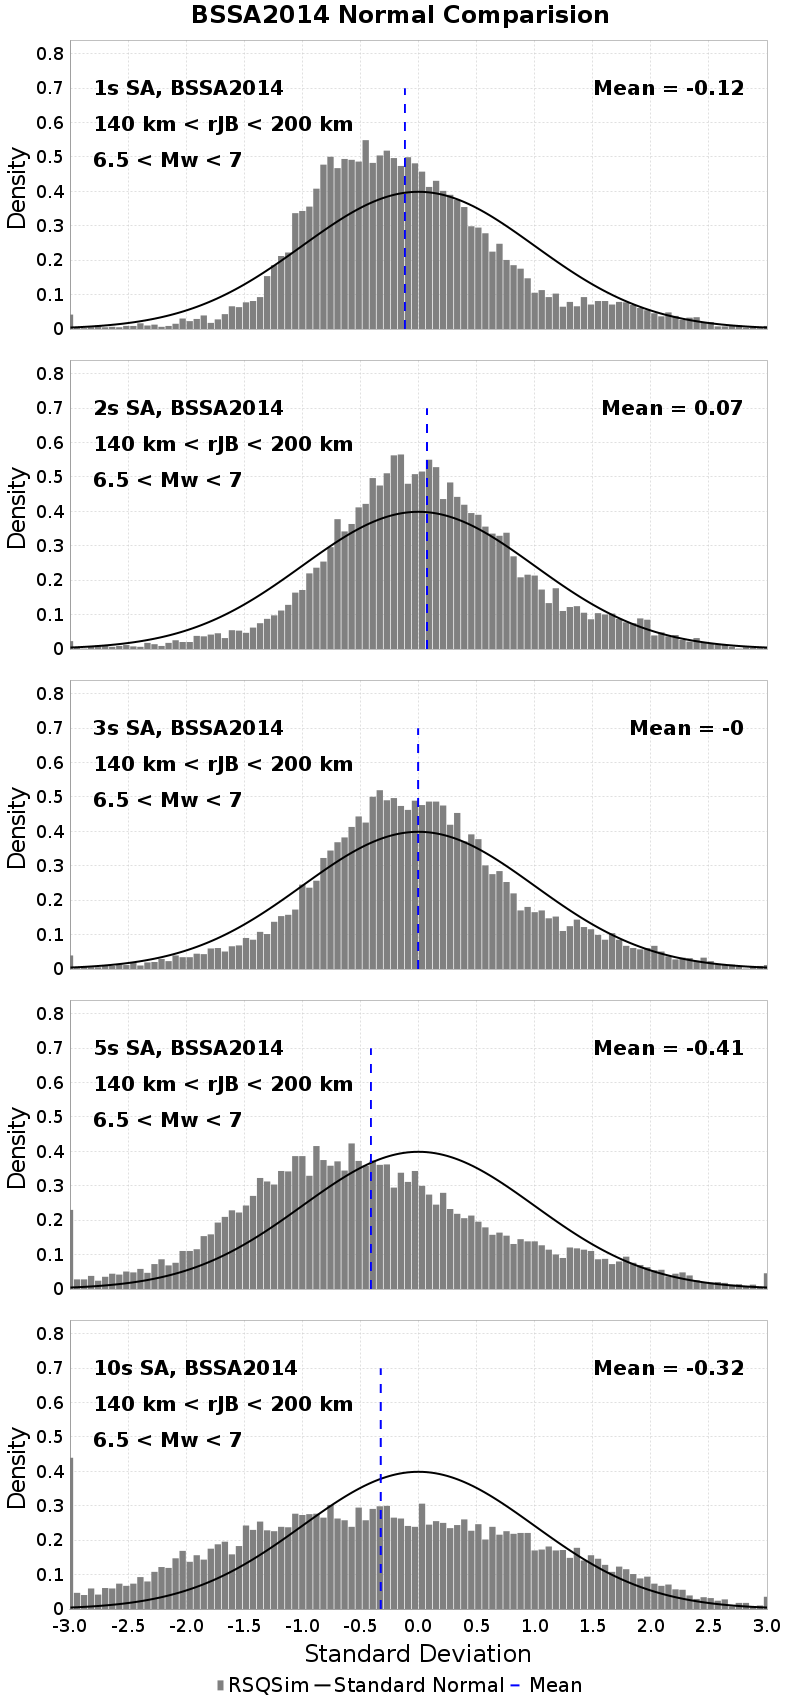 BSSA2014 Normal Comparision
0.8
0.7
0.6
0.5
0.4
0.3
0.2
0.1
0
Density
1s SA, BSSA2014
Mean = -0.12
140 km < rJB < 200 km
6.5 < Mw < 7
0.8
0.7
0.6
0.5
0.4
0.3
0.2
0.1
0
Density
2s SA, BSSA2014
Mean = 0.07
140 km < rJB < 200 km
6.5 < Mw < 7
0.8
0.7
0.6
0.5
0.4
0.3
0.2
0.1
0
Density
3s SA, BSSA2014
Mean = -0
140 km < rJB < 200 km
6.5 < Mw < 7
0.8
0.7
0.6
0.5
0.4
0.3
0.2
0.1
0
Density
5s SA, BSSA2014
Mean = -0.41
140 km < rJB < 200 km
6.5 < Mw < 7
0.8
0.7
0.6
0.5
0.4
0.3
0.2
0.1
0
Density
10s SA, BSSA2014
Mean = -0.32
140 km < rJB < 200 km
6.5 < Mw < 7
-3.0 -2.5 -2.0 -1.5 -1.0 -0.5 0.0 0.5 1.0 1.5 2.0 2.5 3.0
Standard Deviation
RSQSim Standard Normal Mean